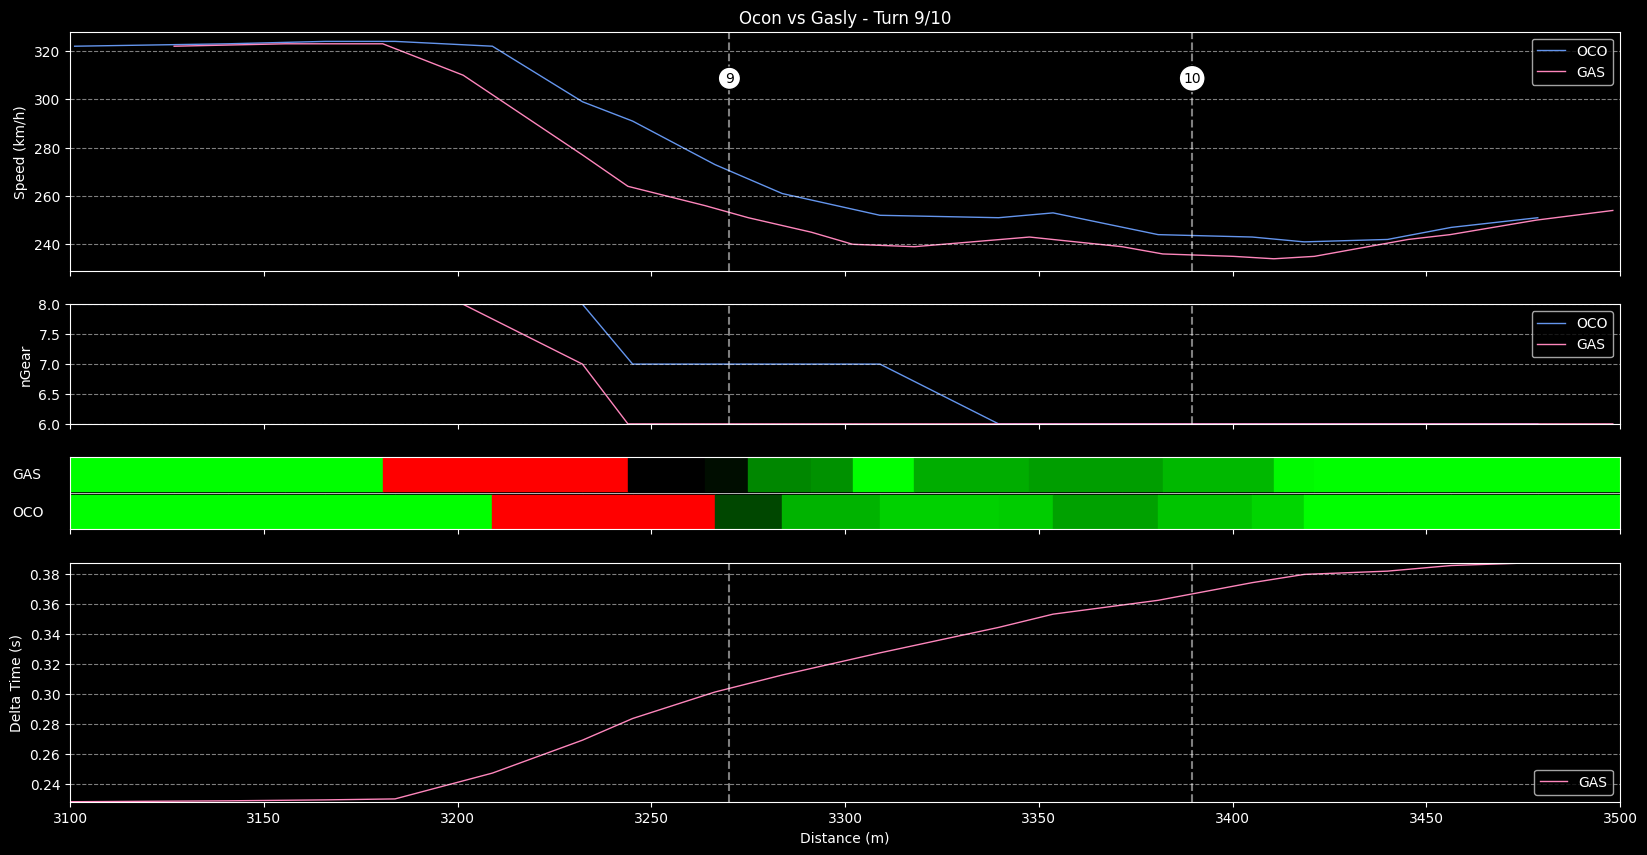 Ocon vs Gasly - Turn 9/10
Speed (km/h)
320
300
280
260
240
9
10
OCO
GAS
nGear
8.0
7.5
7.0
6.5
6.0
OCO
GAS
GAS
OCO
Delta Time (s)
0.38
0.36
0.34
0.32
0.30
0.28
0.26
0.24
GAS
3100
3150
3200
3250
3300
3350
3400
3450
3500
Distance (m)